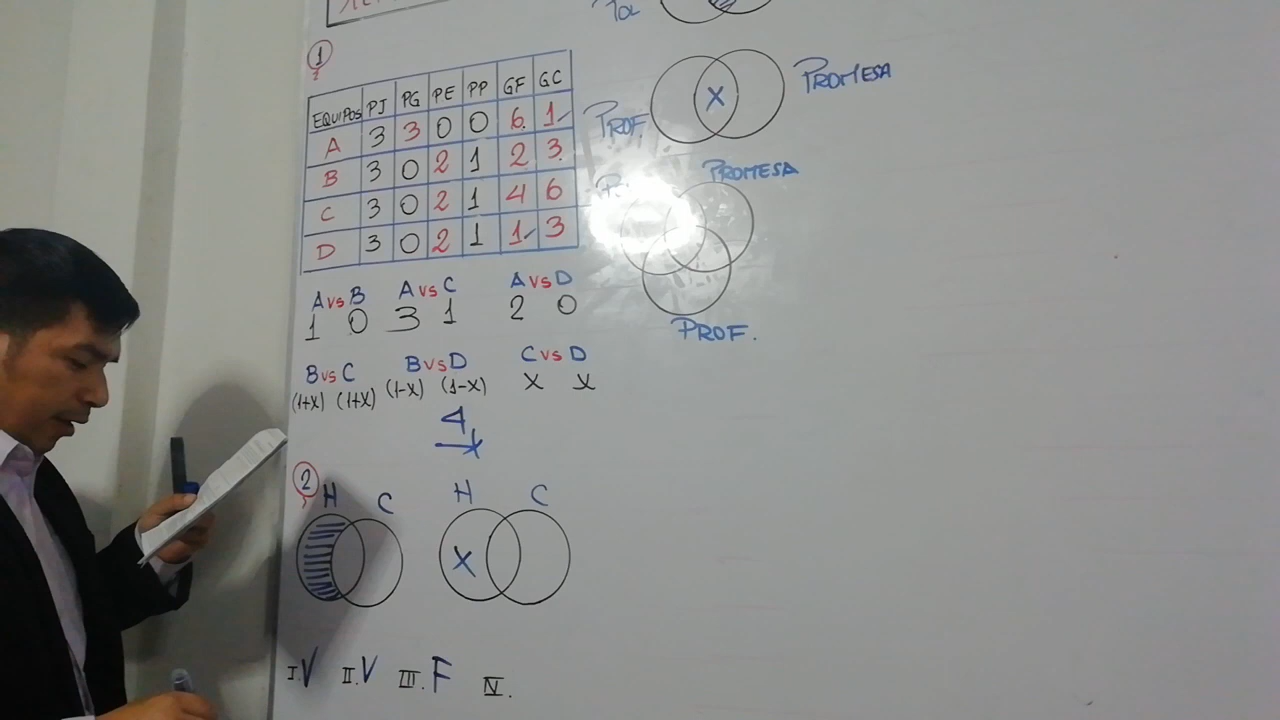 1
EQUIPOS PJ PG PE PP GF GC
A 3 3 0 0 6 1
B 3 0 2 1 2 3
C 3 0 2 1 4 6
D 3 0 2 1 1 3
A vs B A vs C A vs D
1 0 3 1 2 0
B vs C B vs D C vs D
(1+X) (1+X) (1-X) (1-X) X X
4
2
H C H C
X
I. V II. V III. F IV.
PROF. X PROMESA
PROMESA
PROF.